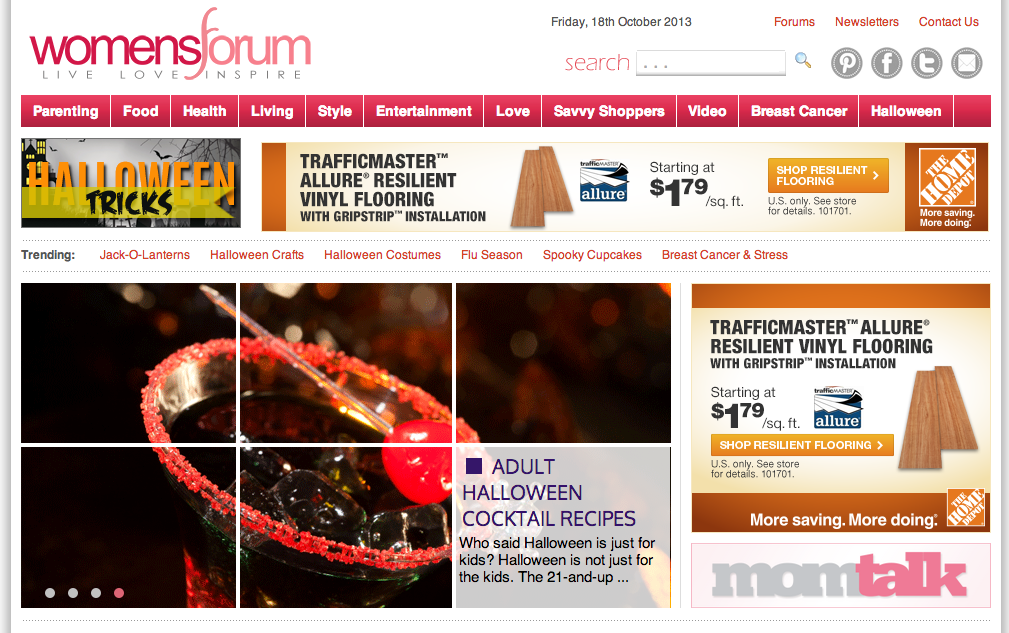 womensforum
LIVE LOVE INSPIRE
Friday, 18th October 2013
Forums Newsletters Contact Us
search ...
Parenting Food Health Living Style Entertainment Love Savvy Shoppers Video Breast Cancer Halloween
HALLOWEEN
TRICKS
TRAFFICMASTER™
ALLURE® RESILIENT
VINYL FLOORING
WITH GRIPSTRIP™ INSTALLATION
trafficMASTER
allure
Starting at
$179/sq. ft.
SHOP RESILIENT
FLOORING >
U.S. only. See store
for details. 101701.
THE HOME DEPOT
More saving.
More doing.
Trending: Jack-O-Lanterns Halloween Crafts Halloween Costumes Flu Season Spooky Cupcakes Breast Cancer & Stress
ADULT
HALLOWEEN
COCKTAIL RECIPES
Who said Halloween is just for
kids? Halloween is not just for
the kids. The 21-and-up ...
TRAFFICMASTER™ ALLURE®
RESILIENT VINYL FLOORING
WITH GRIPSTRIP™ INSTALLATION
Starting at
$179/sq. ft.
trafficMASTER
allure
SHOP RESILIENT FLOORING >
U.S. only. See store
for details. 101701.
More saving. More doing.®
THE HOME DEPOT
momtalk